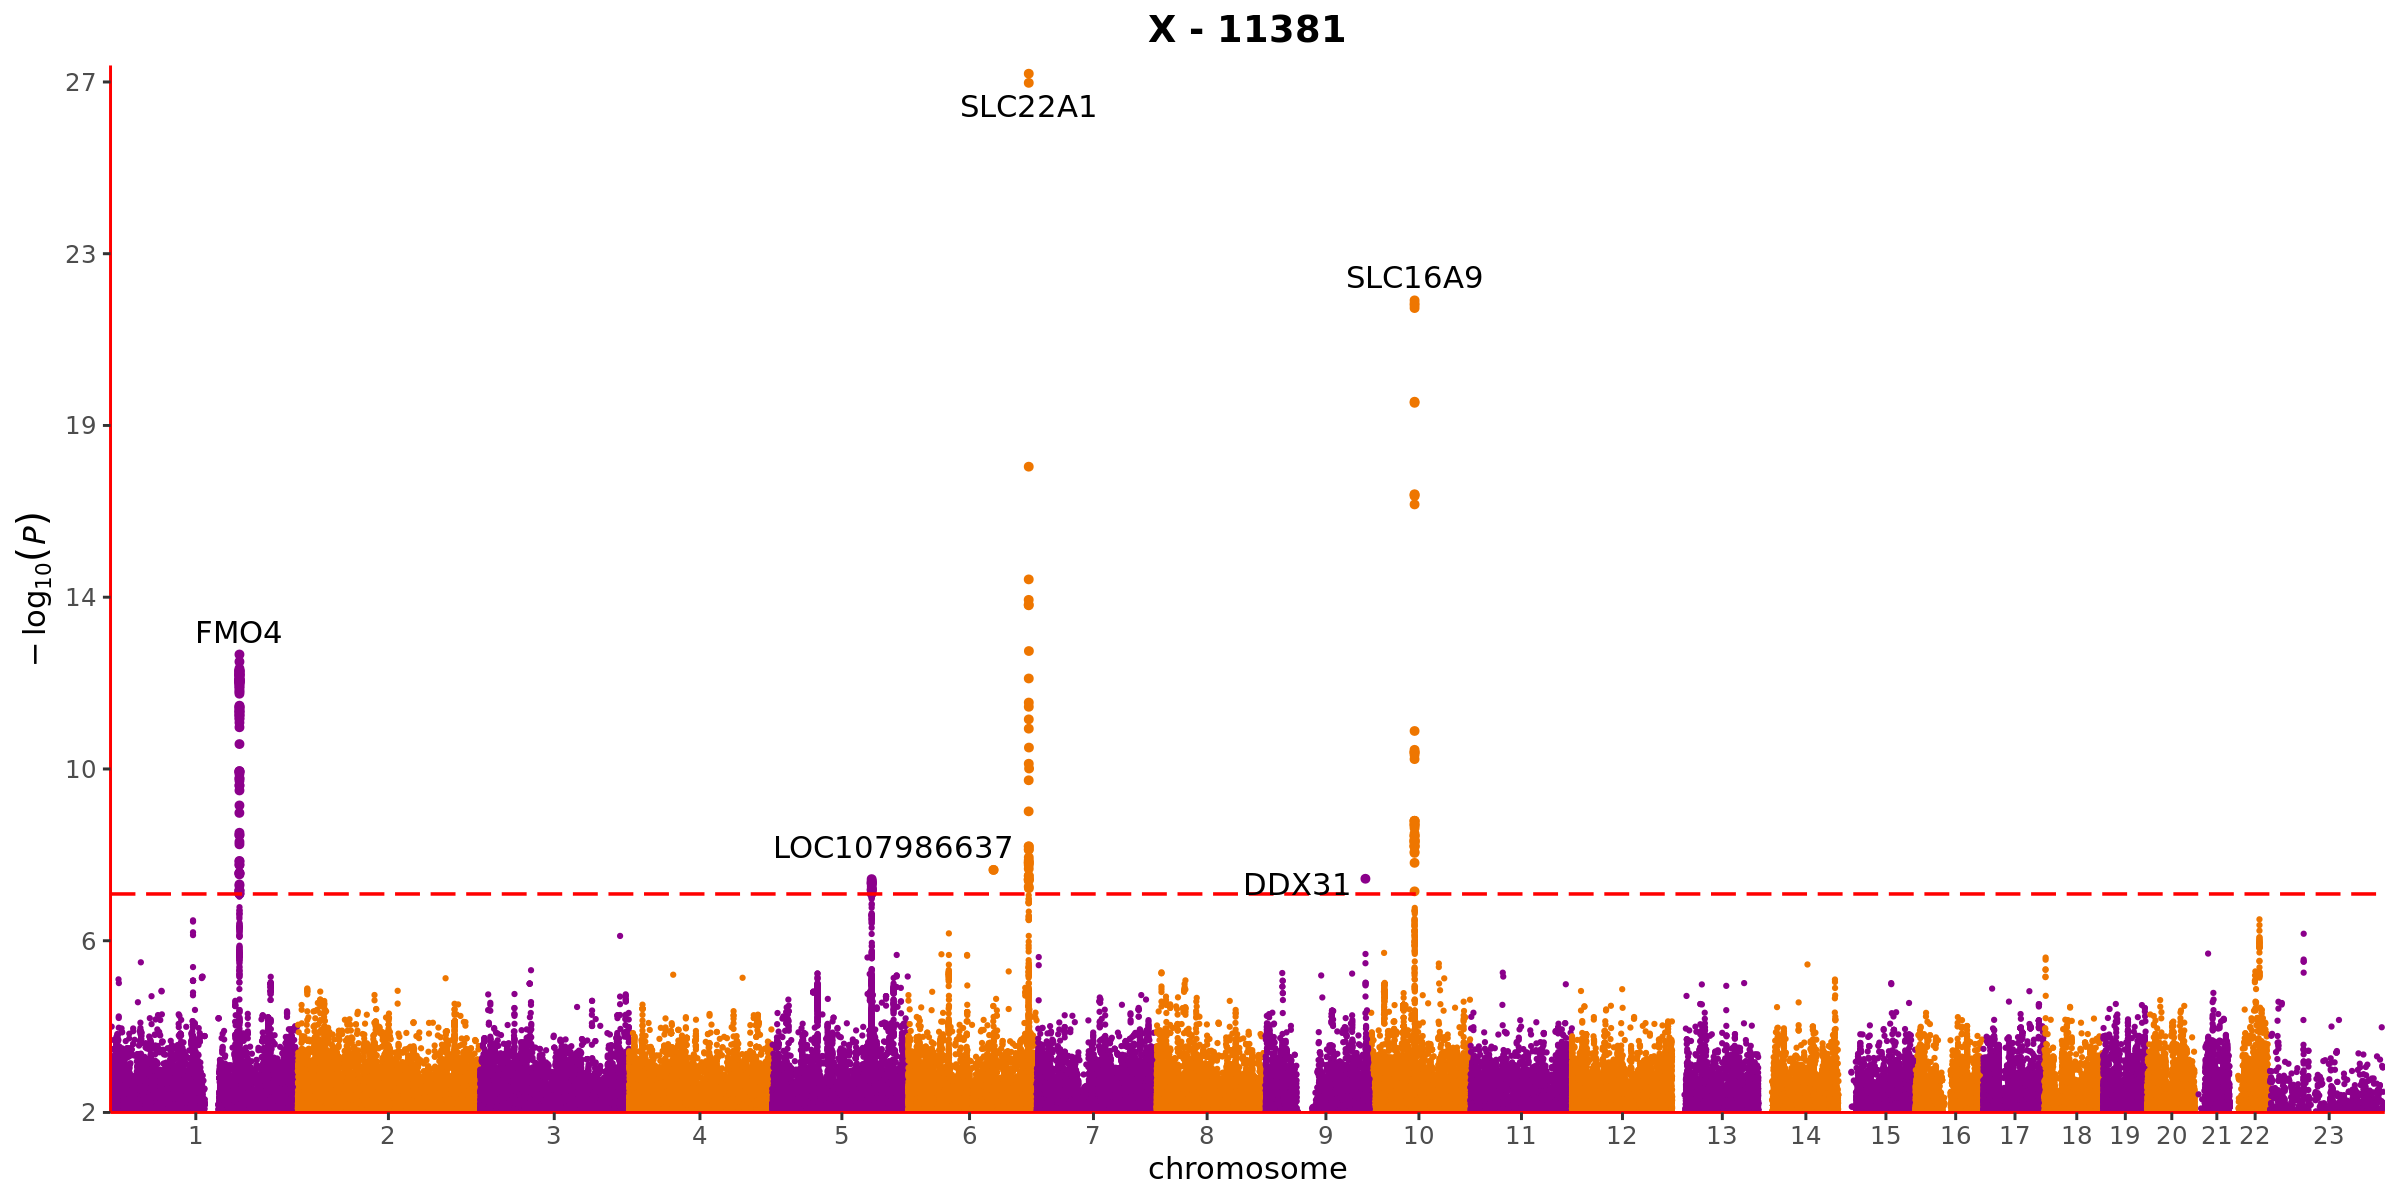 X - 11381
27
SLC22A1
23
SLC16A9
19
14
FMO4
10
LOC107986637
DDX31
6
2
− log10(P)
1 2 3 4 5 6 7 8 9 10 11 12 13 14 15 16 17 18 19 20 21 22 23
chromosome